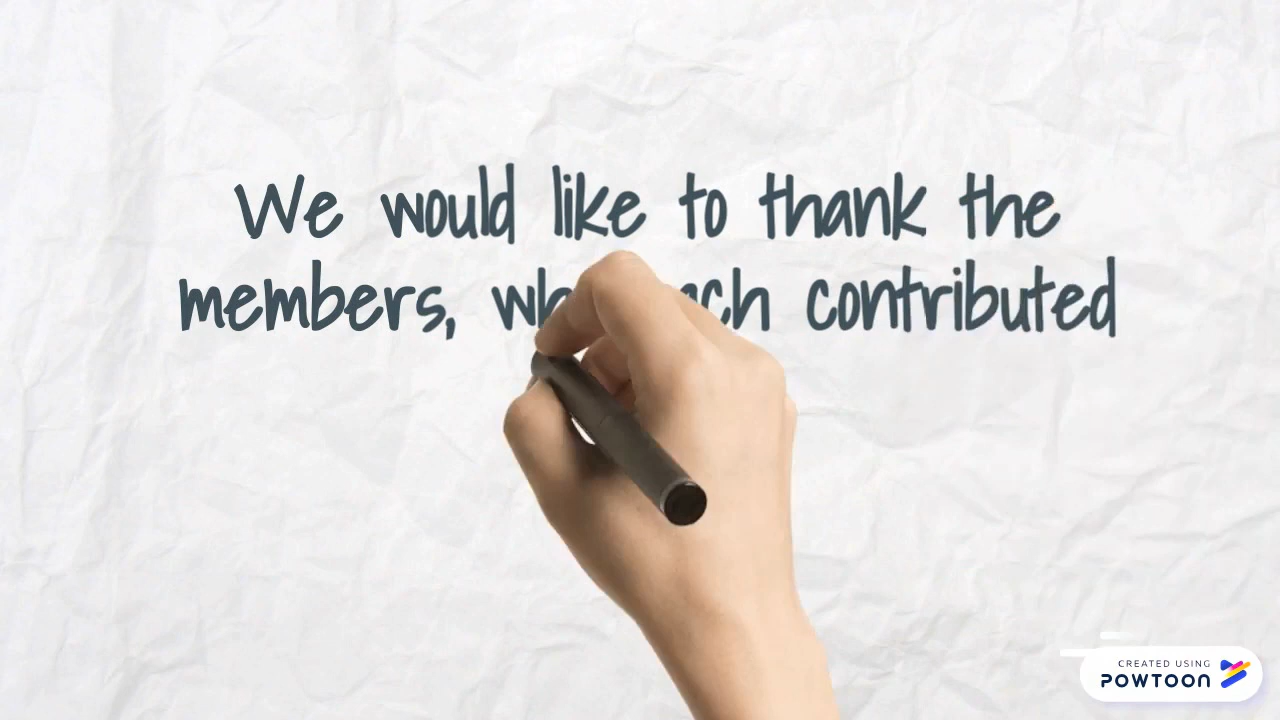 We would like to thank the
members, contributed
CREATED USING
POWTOON